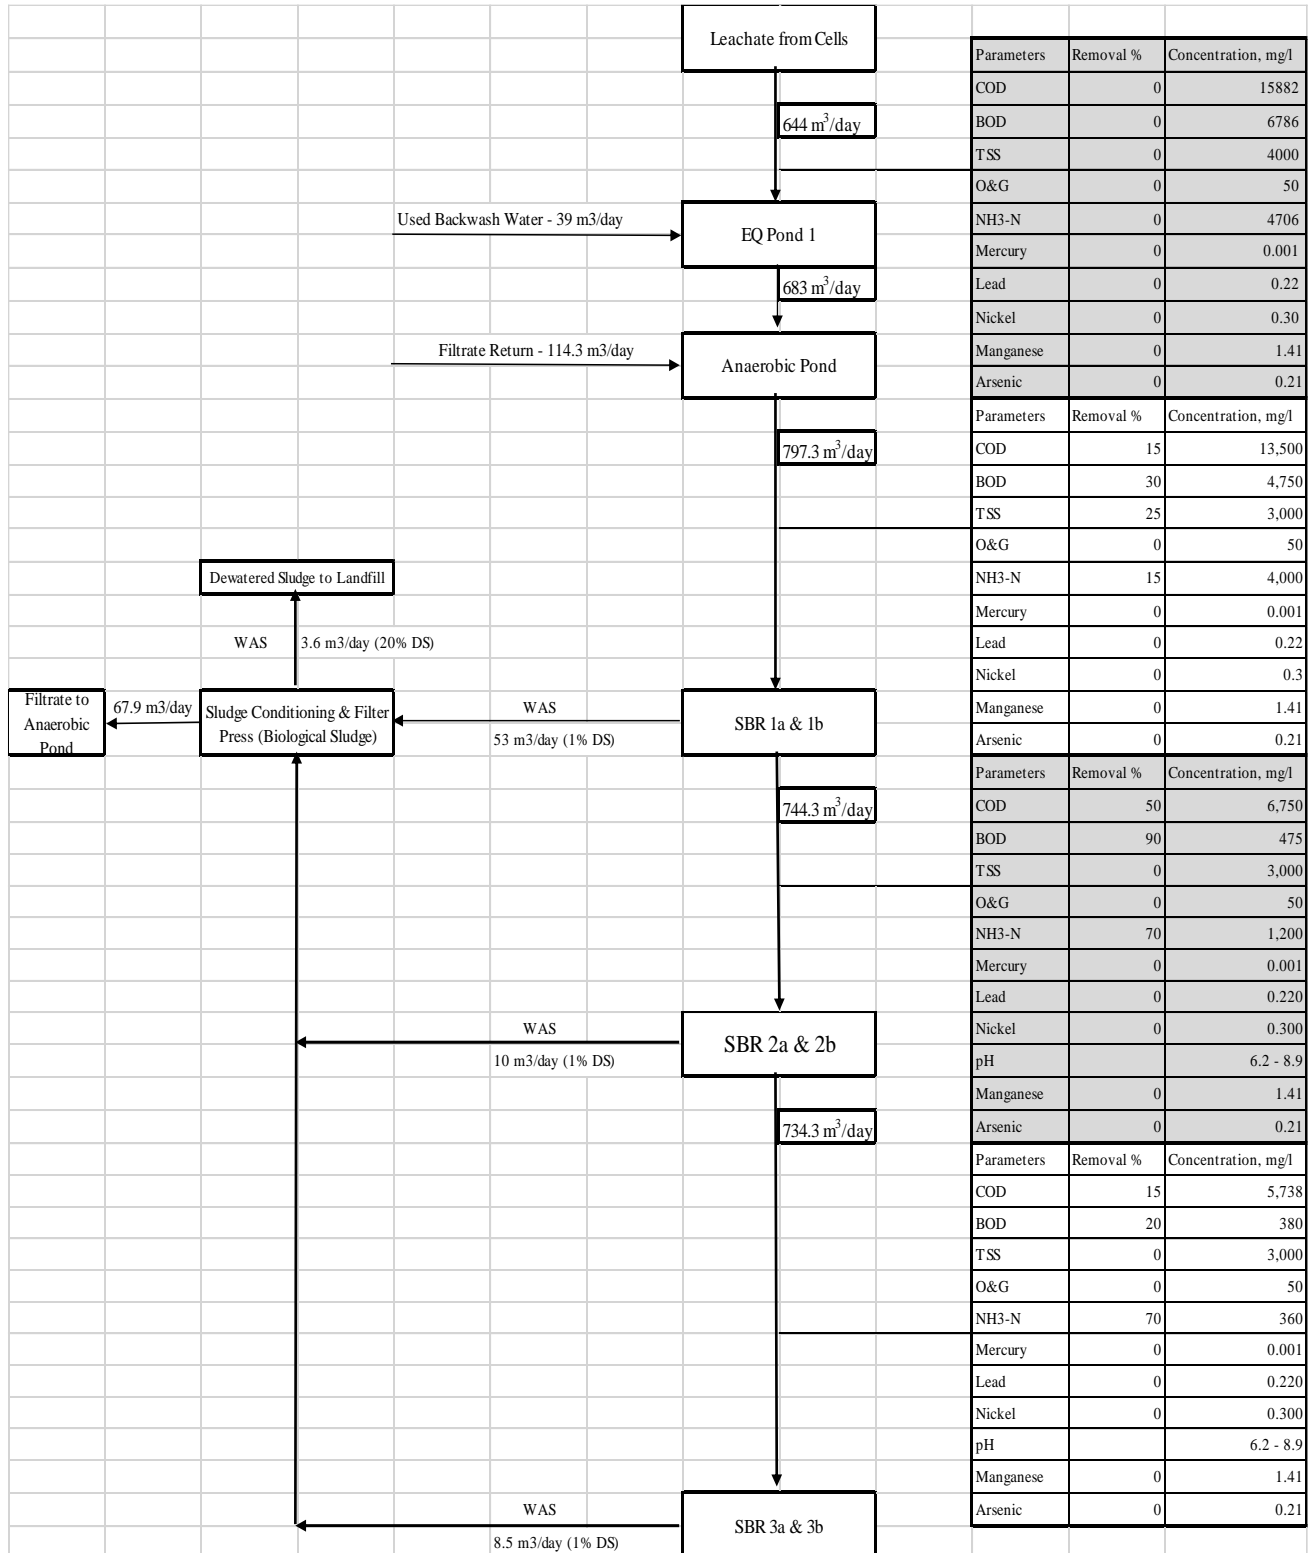 Leachate from Cells
644 m³/day
Used Backwash Water - 39 m3/day
EQ Pond 1
683 m³/day
Filtrate Return - 114.3 m3/day
Anaerobic Pond
797.3 m³/day
Dewatered Sludge to Landfill
WAS
3.6 m3/day (20% DS)
Filtrate to
Anaerobic
Pond
67.9 m3/day
Sludge Conditioning & Filter
Press (Biological Sludge)
WAS
53 m3/day (1% DS)
SBR 1a & 1b
744.3 m³/day
WAS
10 m3/day (1% DS)
SBR 2a & 2b
734.3 m³/day
WAS
8.5 m3/day (1% DS)
SBR 3a & 3b
Parameters Removal % Concentration, mg/l
COD 0 15882
BOD 0 6786
TSS 0 4000
O&G 0 50
NH3-N 0 4706
Mercury 0 0.001
Lead 0 0.22
Nickel 0 0.30
Manganese 0 1.41
Arsenic 0 0.21
Parameters Removal % Concentration, mg/l
COD 15 13,500
BOD 30 4,750
TSS 25 3,000
O&G 0 50
NH3-N 15 4,000
Mercury 0 0.001
Lead 0 0.22
Nickel 0 0.3
Manganese 0 1.41
Arsenic 0 0.21
Parameters Removal % Concentration, mg/l
COD 50 6,750
BOD 90 475
TSS 0 3,000
O&G 0 50
NH3-N 70 1,200
Mercury 0 0.001
Lead 0 0.220
Nickel 0 0.300
pH 6.2 - 8.9
Manganese 0 1.41
Arsenic 0 0.21
Parameters Removal % Concentration, mg/l
COD 15 5,738
BOD 20 380
TSS 0 3,000
O&G 0 50
NH3-N 70 360
Mercury 0 0.001
Lead 0 0.220
Nickel 0 0.300
pH 6.2 - 8.9
Manganese 0 1.41
Arsenic 0 0.21